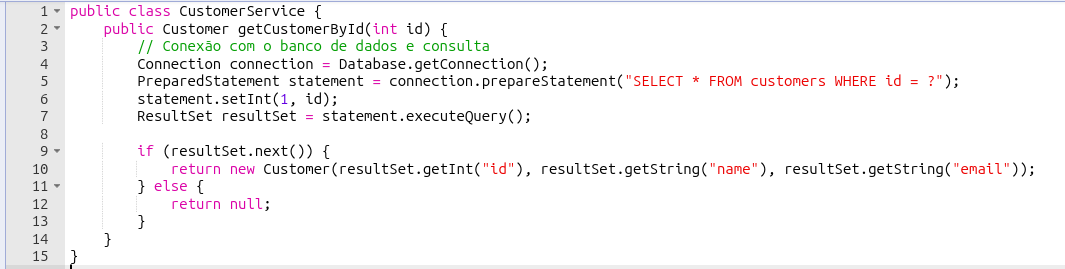 1 public class CustomerService {
2 public Customer getCustomerById(int id) {
3 // Conexão com o banco de dados e consulta
4 Connection connection = Database.getConnection();
5 PreparedStatement statement = connection.prepareStatement("SELECT * FROM customers WHERE id = ?");
6 statement.setInt(1, id);
7 ResultSet resultSet = statement.executeQuery();
8
9 if (resultSet.next()) {
10 return new Customer(resultSet.getInt("id"), resultSet.getString("name"), resultSet.getString("email"));
11 } else {
12 return null;
13 }
14 }
15 }